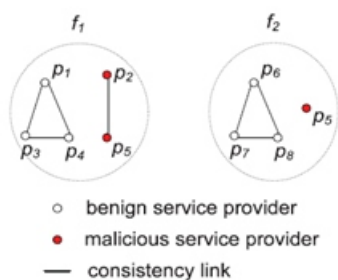 f1 f2
p1 p2 p6
p5
p3 p4 p5 p7 p8
benign service provider
malicious service provider
consistency link